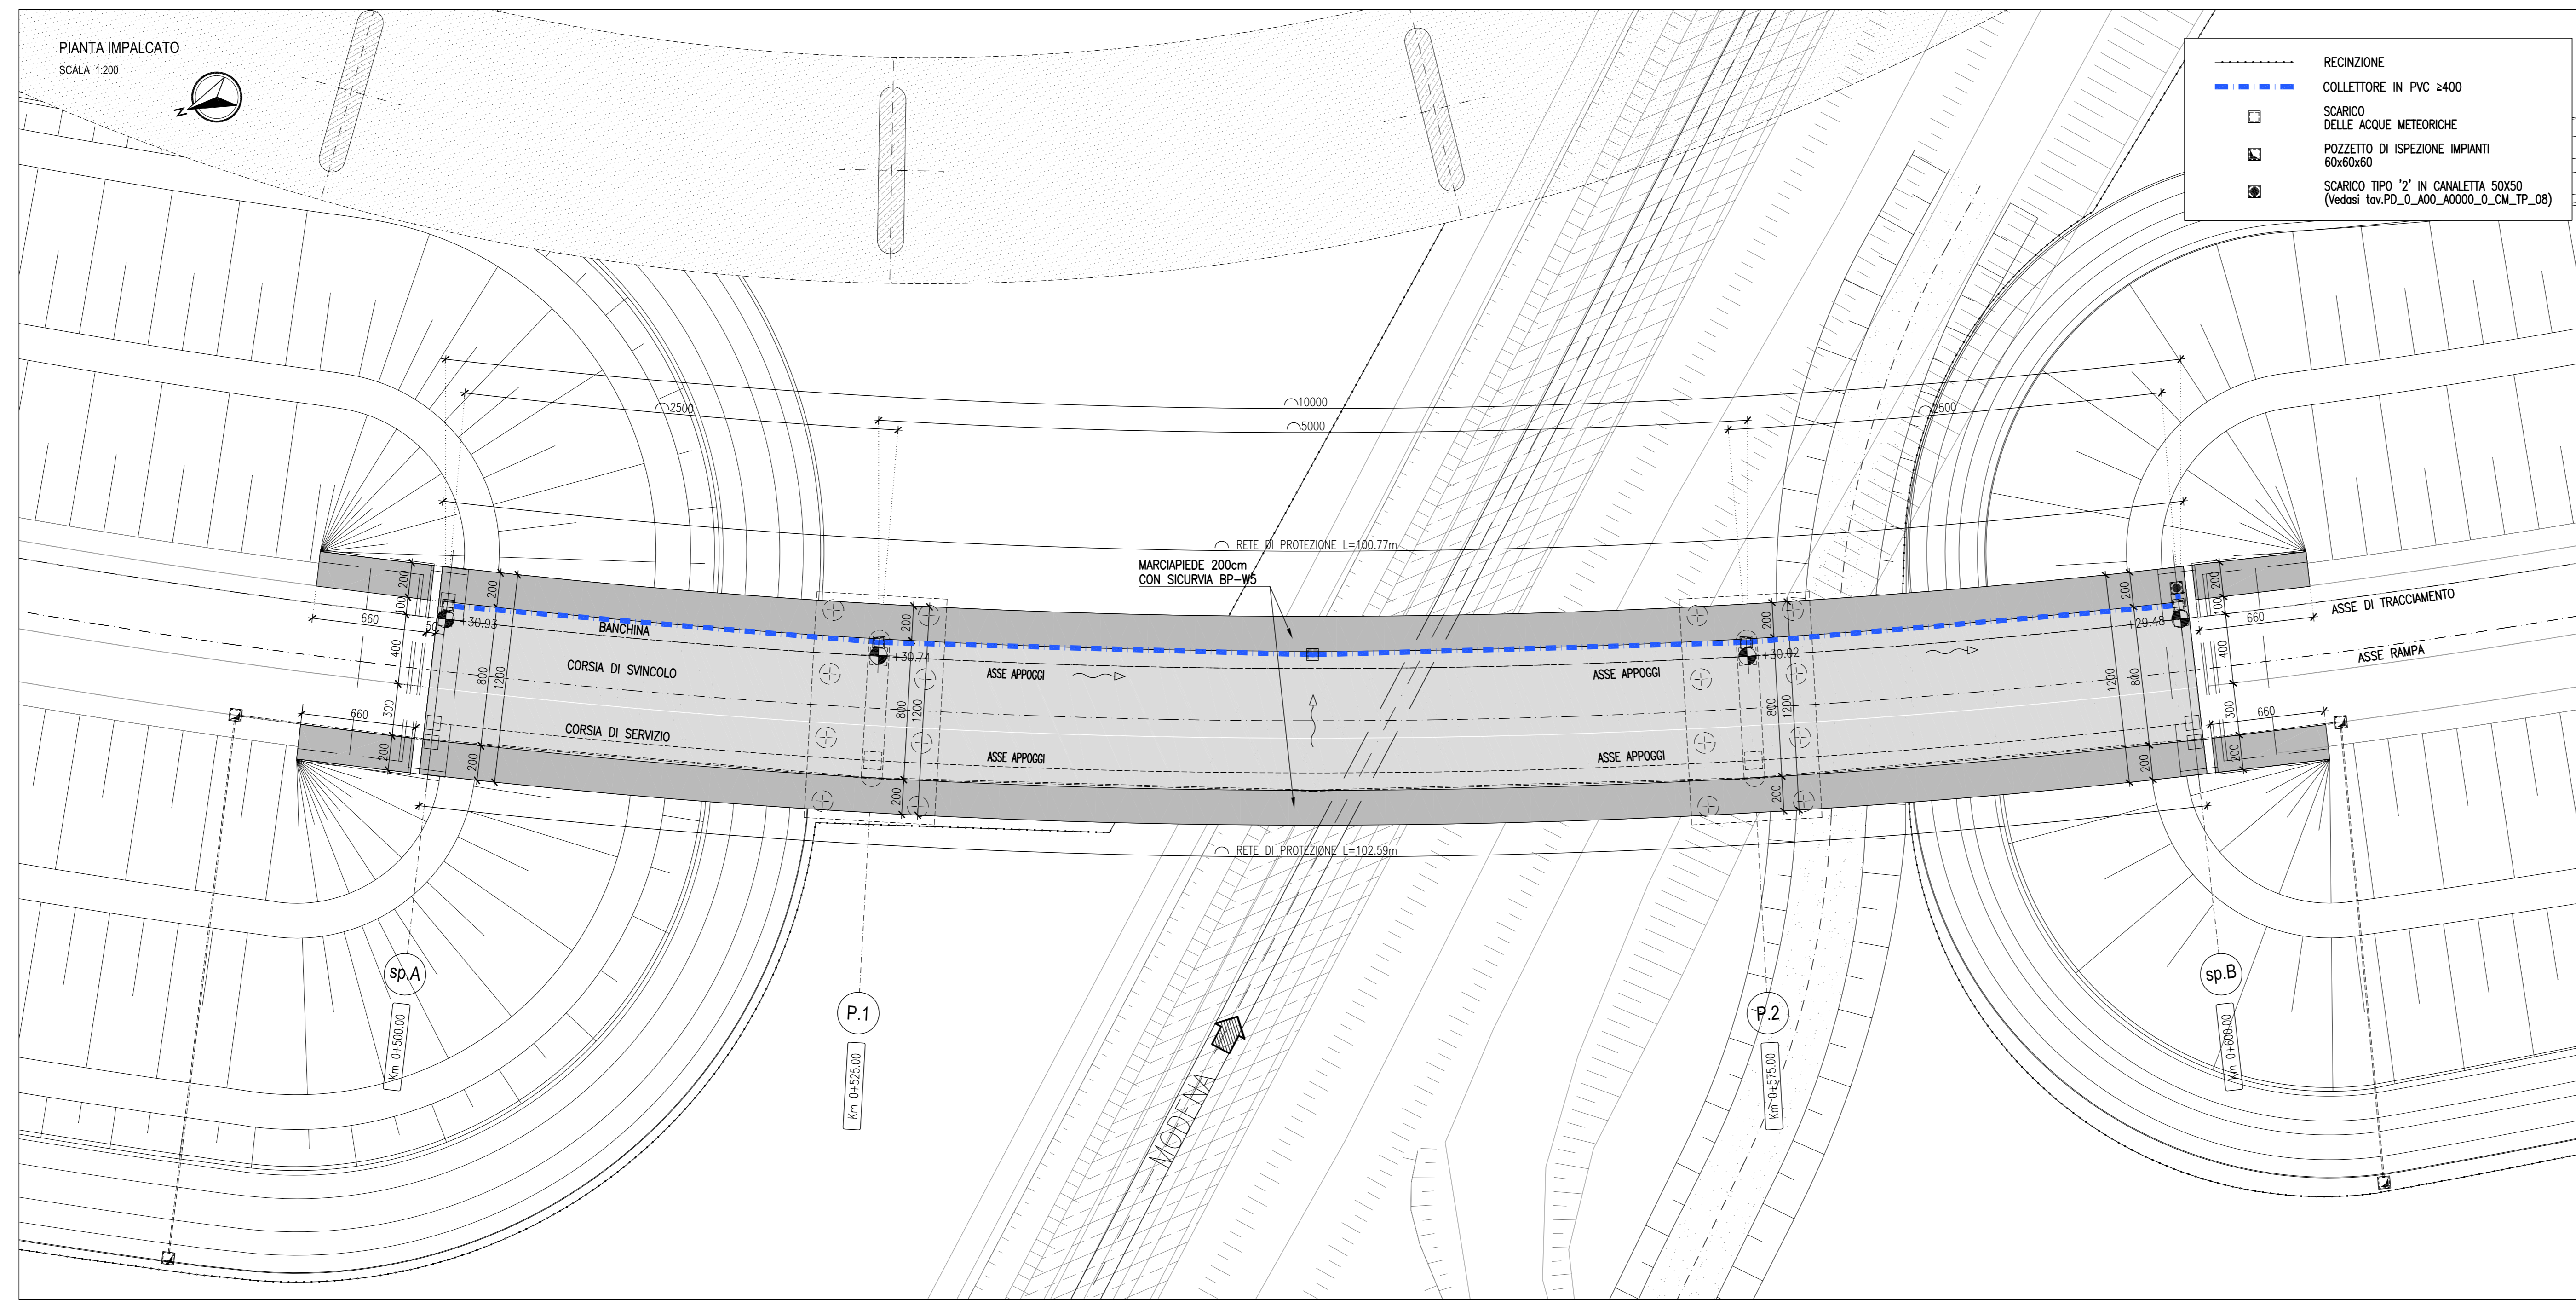 PIANTA IMPALCATO
SCALA 1:200
N
RECINZIONE
COLLETTORE IN PVC ≥400
SCARICO
DELLE ACQUE METEORICHE
POZZETTO DI ISPEZIONE IMPIANTI
60x60x60
SCARICO TIPO '2' IN CANALETTA 50X50
(Vedasi tav.PD_0_A00_A0000_0_CM_TP_08)
10000
2500
2500
5000
RETE DI PROTEZIONE L=100.77m
MARCIAPIEDE 200cm
CON SICURVIA BP-W5
200
100
660
50
400
300
660
200
200
800
1200
200
+30.93
BANCHINA
CORSIA DI SVINCOLO
CORSIA DI SERVIZIO
+30.74
200
800
1200
200
ASSE APPOGGI
ASSE APPOGGI
ASSE APPOGGI
ASSE APPOGGI
+30.02
200
800
1200
200
+29.48
200
800
1200
200
200
100
660
400
300
660
200
ASSE DI TRACCIAMENTO
ASSE RAMPA
RETE DI PROTEZIONE L=102.59m
sp.A
Km 0+500.00
P.1
Km 0+525.00
MODENA
P.2
Km 0+575.00
sp.B
Km 0+600.00